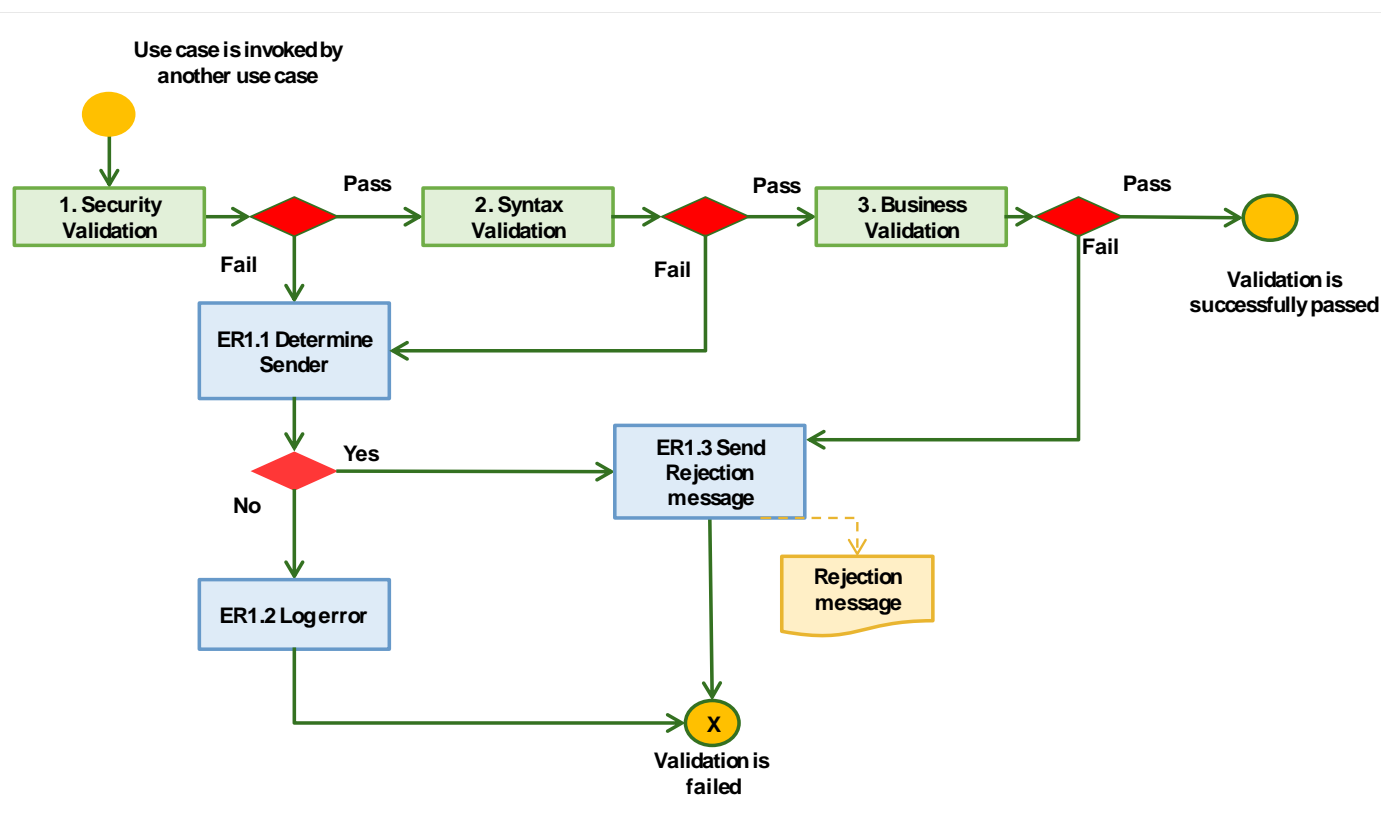 Use case is invoked by
another use case
Pass
Pass
Pass
1. Security
Validation
2. Syntax
Validation
3. Business
Validation
Fail
Fail
Fail
Validation is
successfully passed
ER1.1 Determine
Sender
Yes
No
ER1.3 Send
Rejection
message
Rejection
message
ER1.2 Log error
X
Validation is
failed